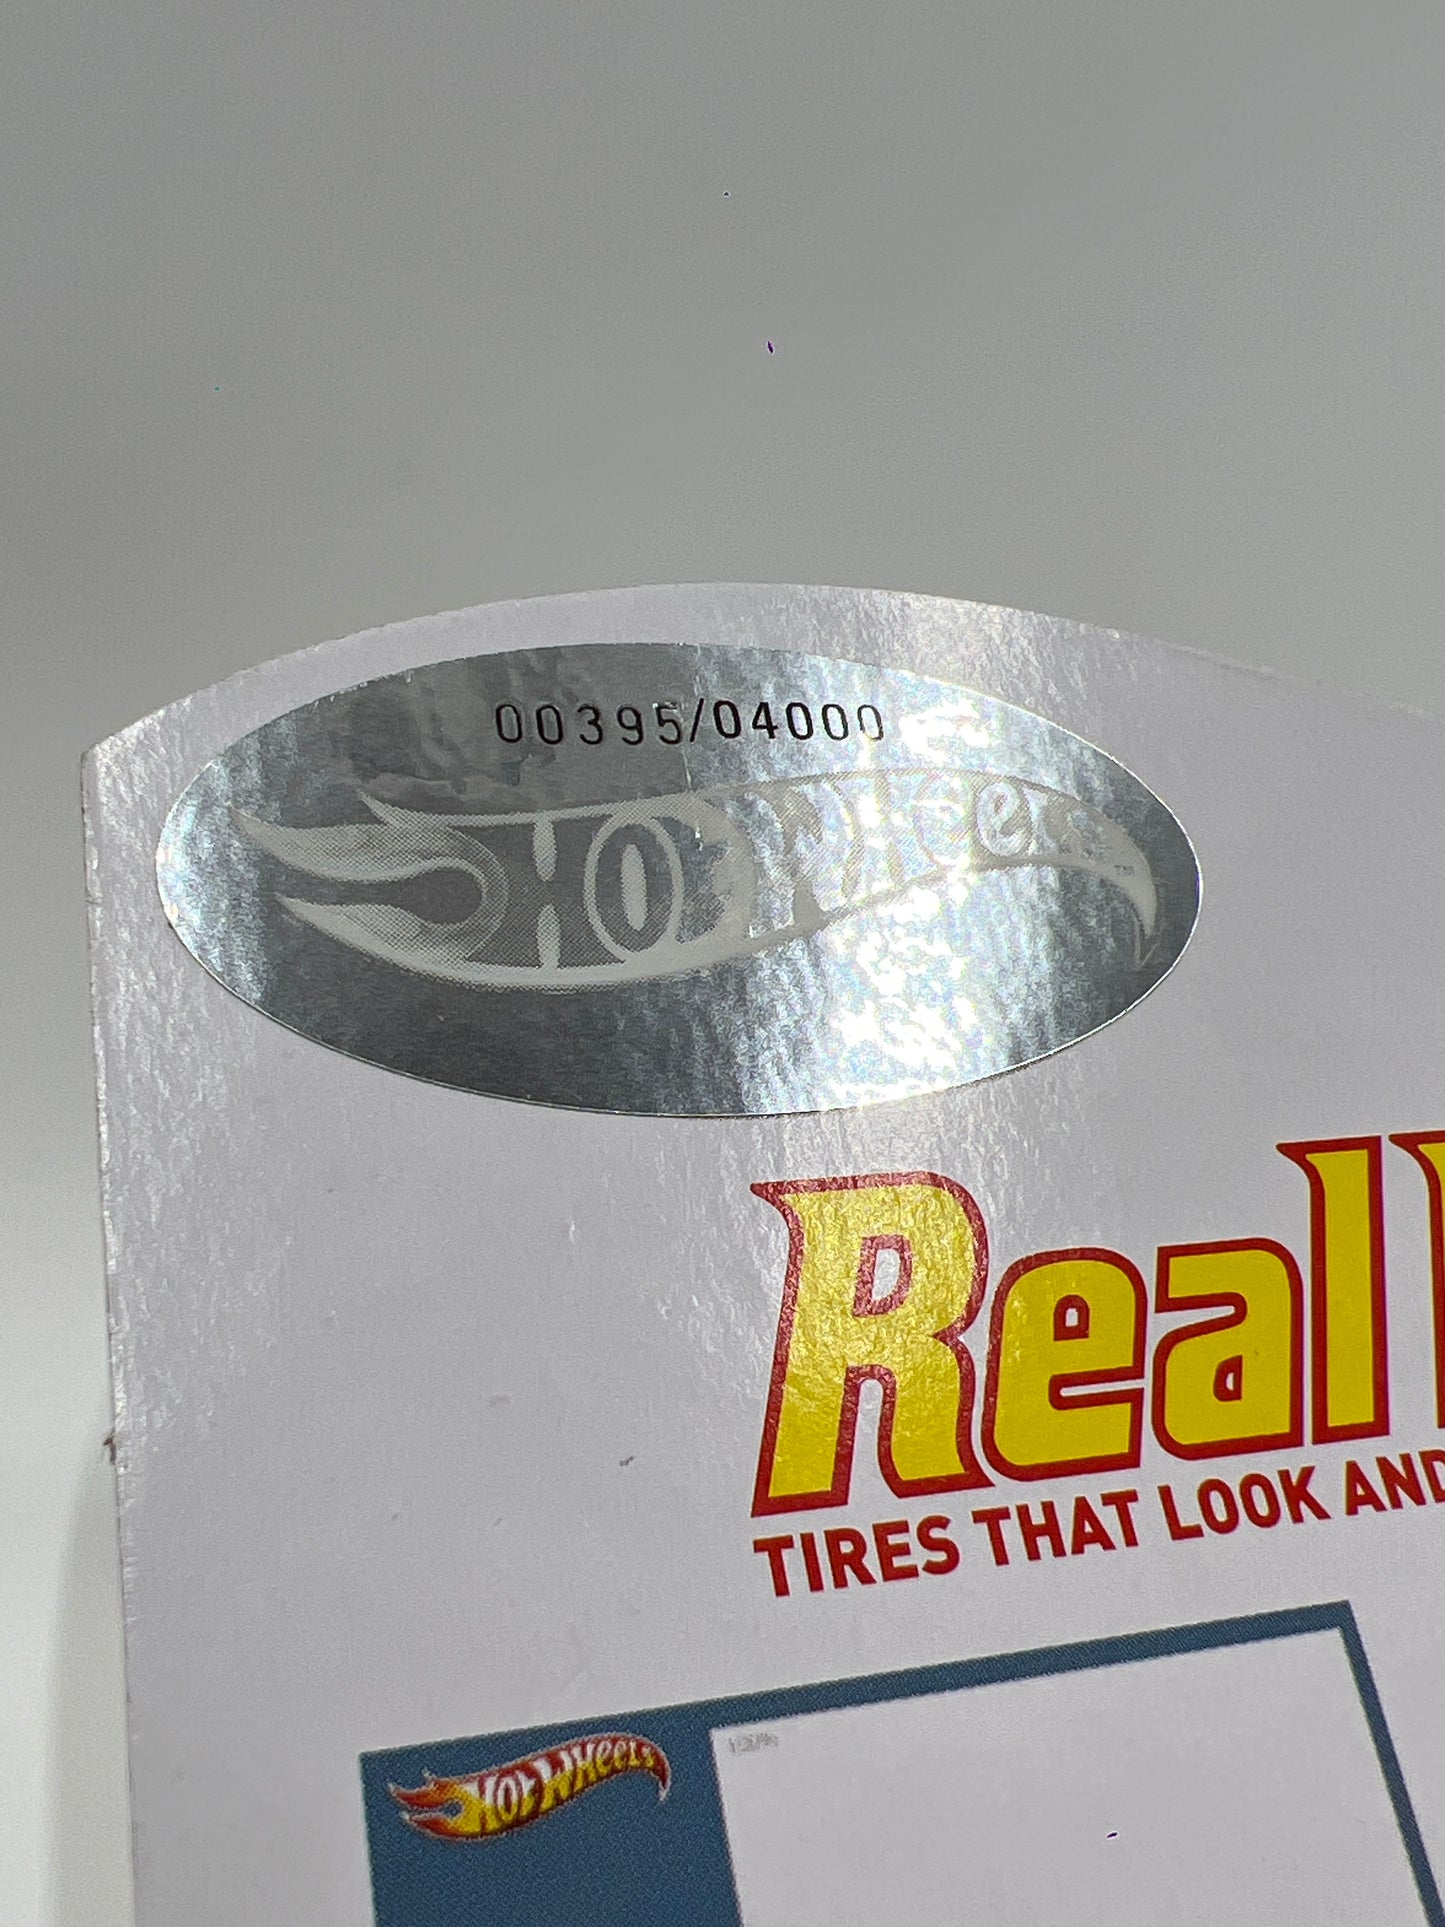 00395/04000
Hot Wheels
Real
TIRES THAT LOOK AND
Hot Wheels